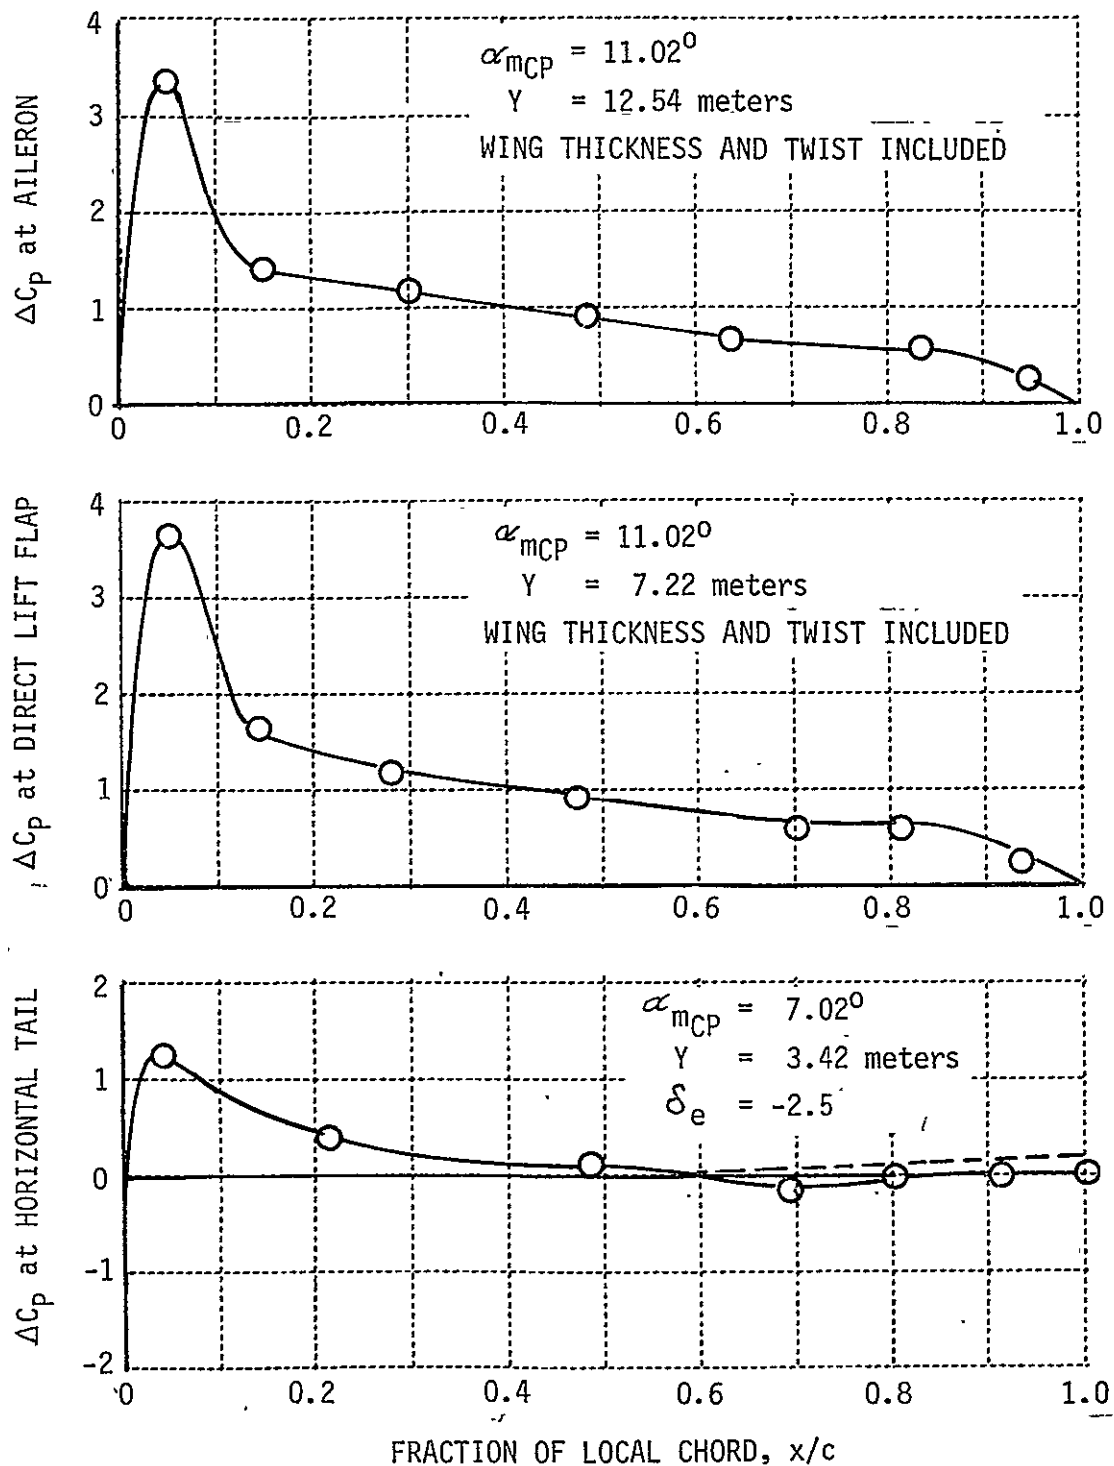 ΔCp at AILERON
4
3
2
1
0
αmCP = 11.02°
Y = 12.54 meters
WING THICKNESS AND TWIST INCLUDED
0 0.2 0.4 0.6 0.8 1.0
ΔCp at DIRECT LIFT FLAP
4
3
2
1
0
αmCP = 11.02°
Y = 7.22 meters
WING THICKNESS AND TWIST INCLUDED
0 0.2 0.4 0.6 0.8 1.0
ΔCp at HORIZONTAL TAIL
2
1
0
-1
-2
αmCP = 7.02°
Y = 3.42 meters
δe = -2.5
0 0.2 0.4 0.6 0.8 1.0
FRACTION OF LOCAL CHORD, x/c